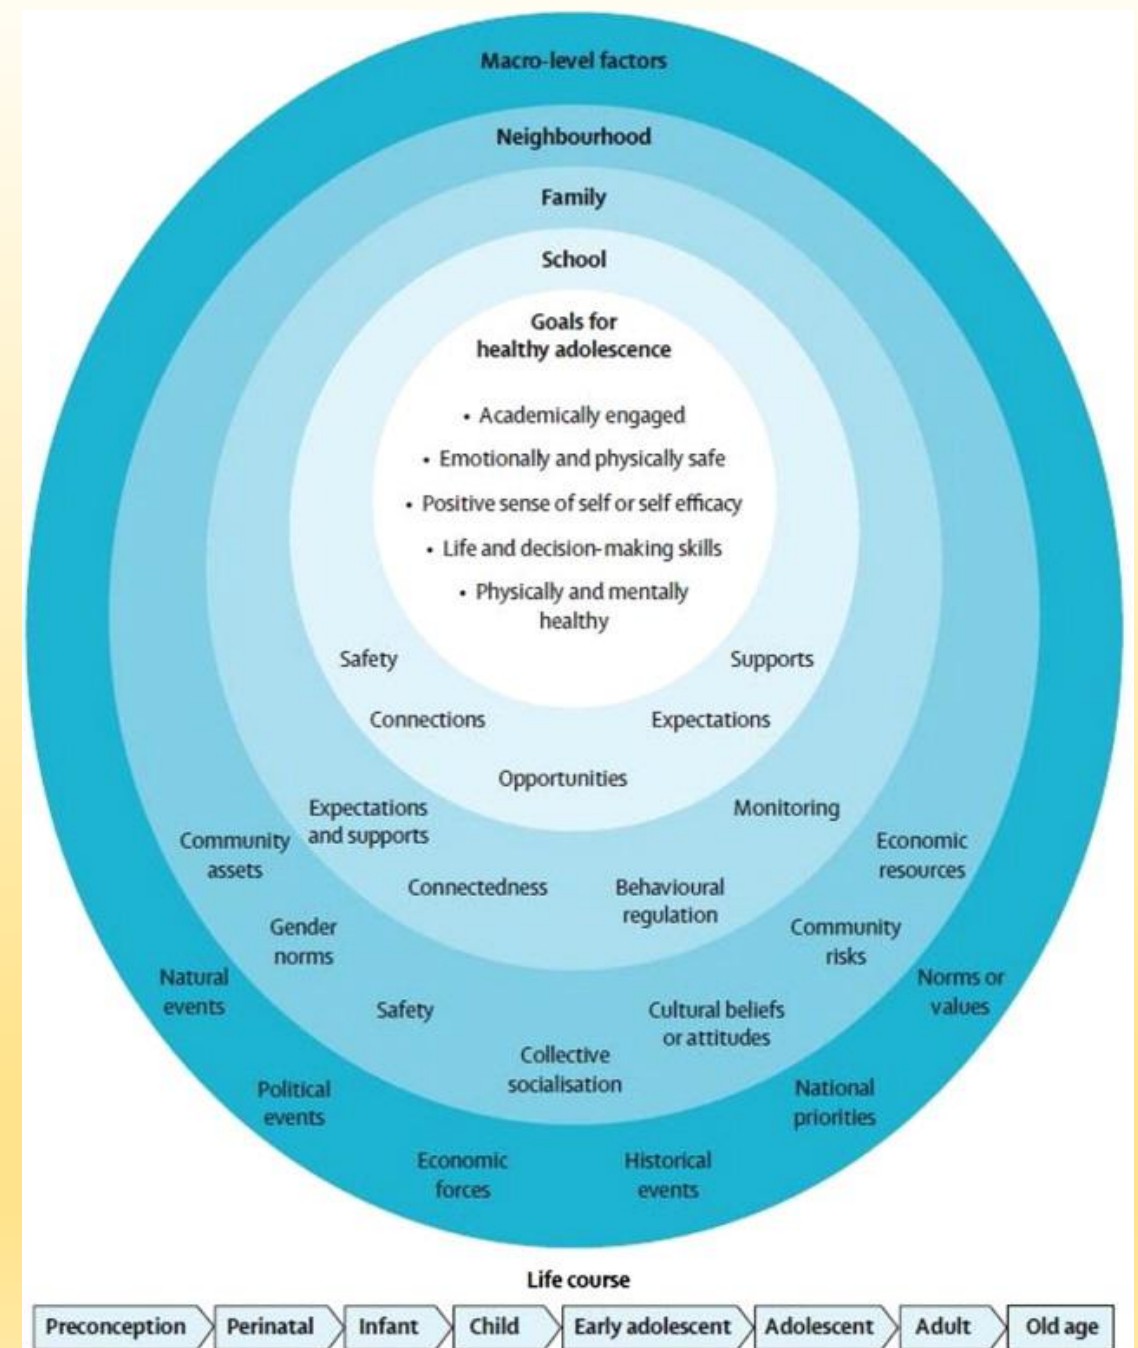 Macro-level factors
Neighbourhood
Family
School
Goals for
healthy adolescence
• Academically engaged
• Emotionally and physically safe
• Positive sense of self or self efficacy
• Life and decision-making skills
• Physically and mentally
healthy
Safety
Supports
Connections
Expectations
Opportunities
Expectations
and supports
Monitoring
Community
assets
Economic
resources
Connectedness
Behavioural
regulation
Gender
norms
Community
risks
Natural
events
Norms or
values
Safety
Cultural beliefs
or attitudes
Collective
socialisation
Political
events
National
priorities
Economic
forces
Historical
events
Life course
Preconception
Perinatal
Infant
Child
Early adolescent
Adolescent
Adult
Old age